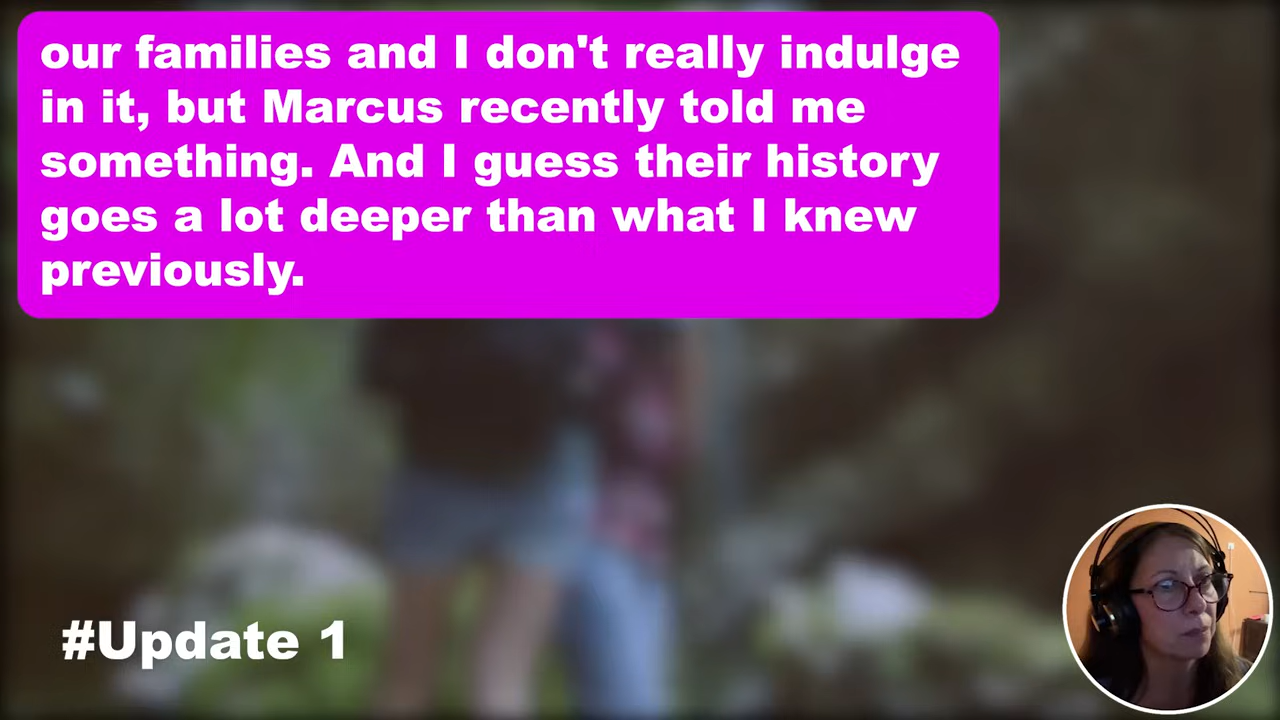 our families and I don't really indulge
in it, but Marcus recently told me
something. And I guess their history
goes a lot deeper than what I knew
previously.
#Update 1